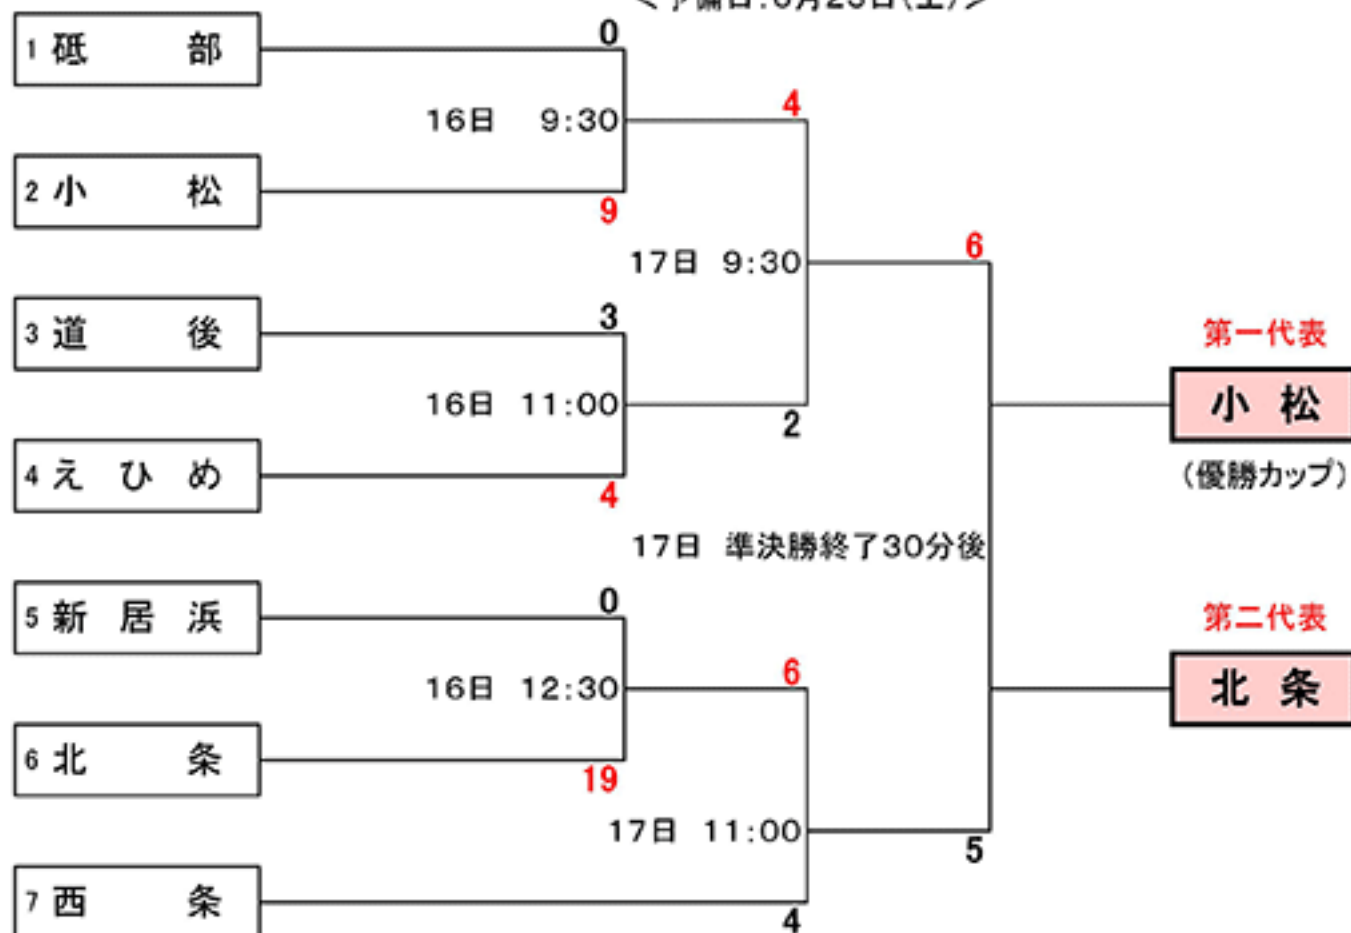 1 砥 部
0
16日 9:30
4
2 小 松
9
17日 9:30
6
3 道 後
3
第一代表
16日 11:00
2
小 松
4 え ひ め
4
(優勝カップ)
17日 準決勝終了30分後
5 新 居 浜
0
第二代表
16日 12:30
6
北 条
6 北 条
19
17日 11:00
5
7 西 条
4